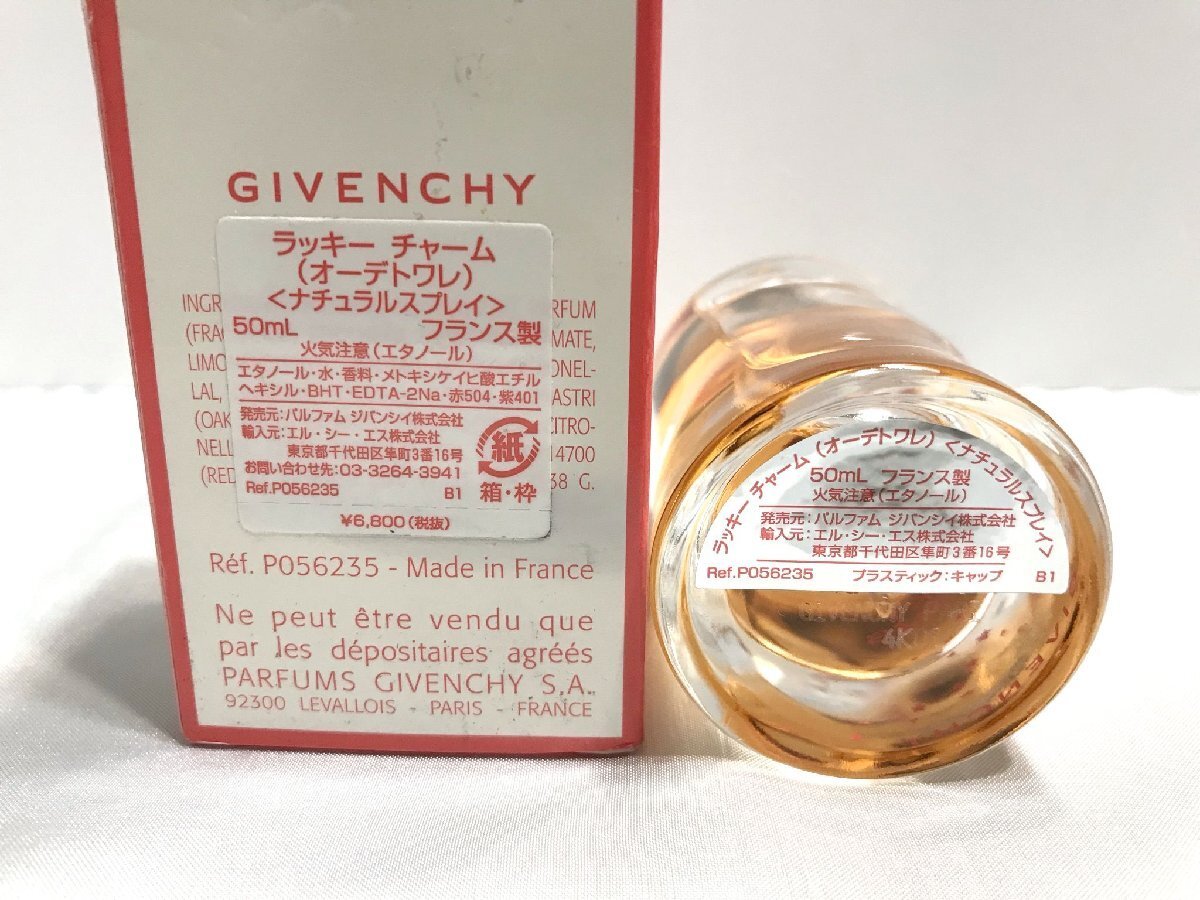 GIVENCHY
ラッキー チャーム
(オーデトワレ)
<ナチュラルスプレイ>
50mL フランス製
火気注意(エタノール)
エタノール・水・香料・メトキシケイヒ酸エチル
ヘキシル・BHT・EDTA-2Na・赤504・紫401
発売元:パルファム ジバンシイ株式会社
輸入元:エル・シー・エス株式会社
東京都千代田区隼町3番16号
お問い合わせ先:03-3264-3941
Ref.P056235 B1
紙
箱・枠
¥6,800(税抜)
LAL,
14700
38 G.
Réf. P056235 - Made in France
Ne peut être vendu que
par les dépositaires agréés
PARFUMS GIVENCHY S.A.
92300 LEVALLOIS - PARIS - FRANCE
ラッキー チャーム (オーデトワレ) <ナチュラルスプレイ>
50mL フランス製
火気注意(エタノール)
発売元:パルファム ジバンシイ株式会社
輸入元:エル・シー・エス株式会社
東京都千代田区隼町3番16号
Ref.P056235 プラスティック:キャップ B1
GIVENCHY
4K